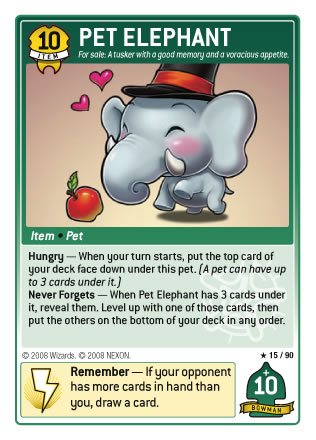 10
ITEM
PET ELEPHANT
For sale: A tusker with a good memory and a voracious appetite.
Item • Pet
Hungry — When your turn starts, put the top card of
your deck face down under this pet. (A pet can have up
to 3 cards under it.)
Never Forgets — When Pet Elephant has 3 cards under
it, reveal them. Level up with one of those cards, then
put the others on the bottom of your deck in any order.
© 2008 Wizards. © 2008 NEXON.
★ 15 / 90
Remember — If your opponent
has more cards in hand than
you, draw a card.
+
10
BOWMAN